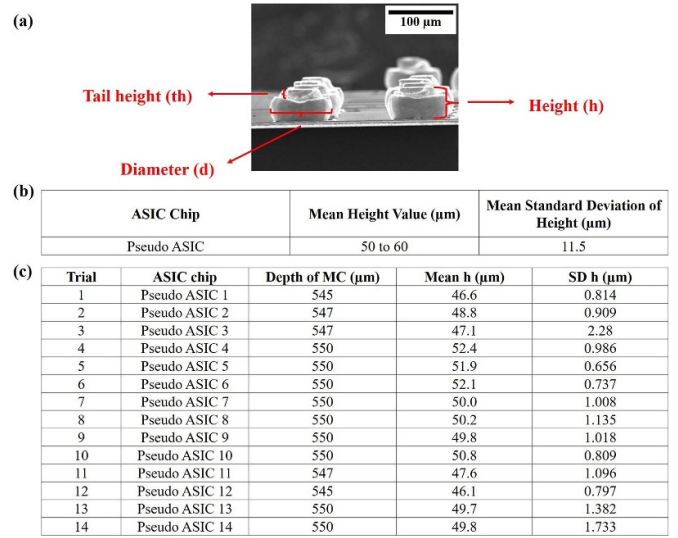 (a)
100 µm
Tail height (th)
Height (h)
Diameter (d)
(b)
ASIC Chip Mean Height Value (µm) Mean Standard Deviation of
Height (µm)
Pseudo ASIC 50 to 60 11.5
(c)
Trial ASIC chip Depth of MC (µm) Mean h (µm) SD h (µm)
1 Pseudo ASIC 1 545 46.6 0.814
2 Pseudo ASIC 2 547 48.8 0.909
3 Pseudo ASIC 3 547 47.1 2.28
4 Pseudo ASIC 4 550 52.4 0.986
5 Pseudo ASIC 5 550 51.9 0.656
6 Pseudo ASIC 6 550 52.1 0.737
7 Pseudo ASIC 7 550 50.0 1.008
8 Pseudo ASIC 8 550 50.2 1.135
9 Pseudo ASIC 9 550 49.8 1.018
10 Pseudo ASIC 10 550 50.8 0.809
11 Pseudo ASIC 11 547 47.6 1.096
12 Pseudo ASIC 12 545 46.1 0.797
13 Pseudo ASIC 13 550 49.7 1.382
14 Pseudo ASIC 14 550 49.8 1.733